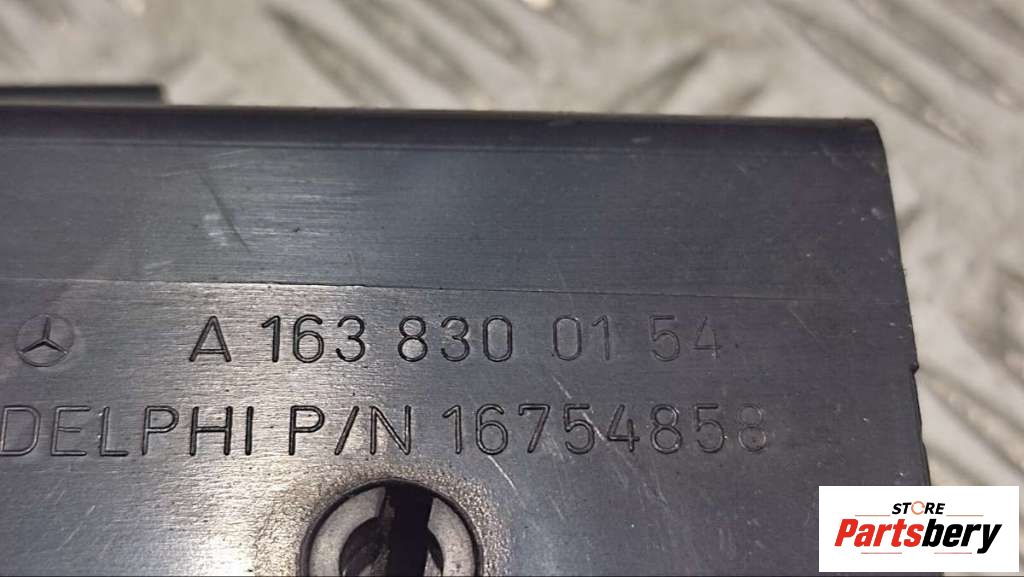 A 163 830 01 54
DELPHI P/N 16754858
STORE
Partsbery